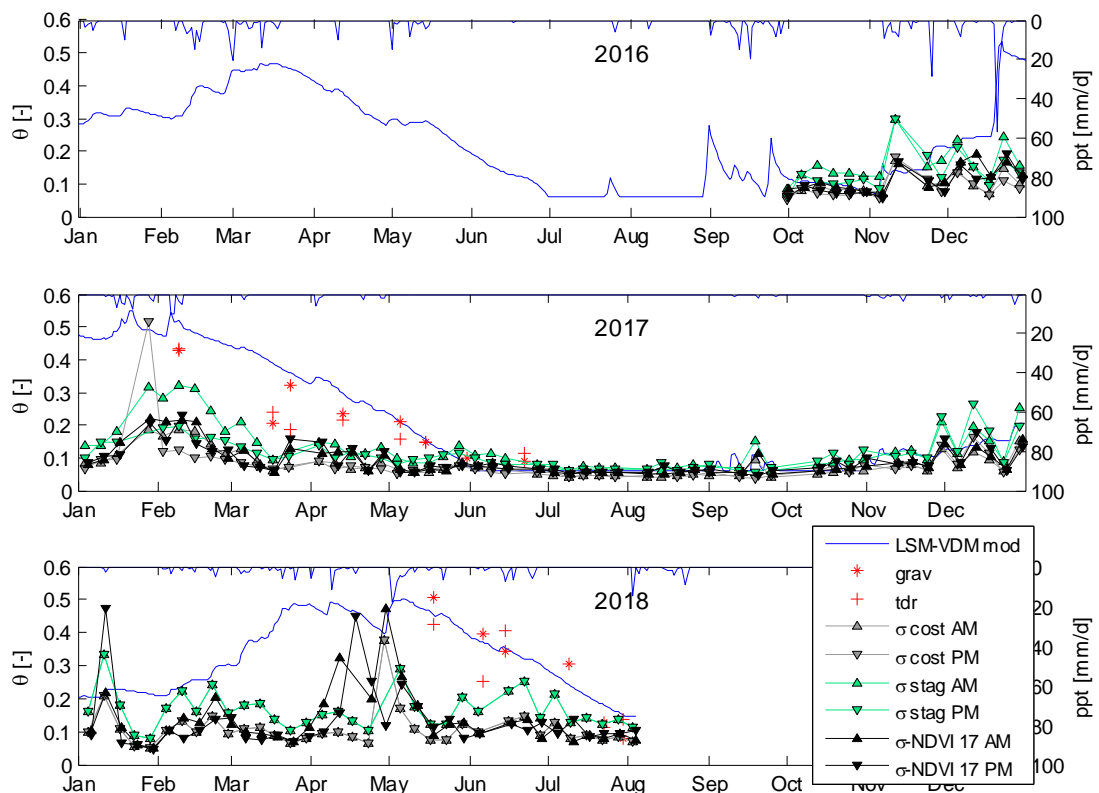 0.6
0.5
0.4
0.3
0.2
0.1
0
θ [-]
2016
0
20
40
60
80
100
ppt [mm/d]
Jan Feb Mar Apr May Jun Jul Aug Sep Oct Nov Dec
0.6
0.5
0.4
0.3
0.2
0.1
0
θ [-]
2017
0
20
40
60
80
100
ppt [mm/d]
Jan Feb Mar Apr May Jun Jul Aug Sep Oct Nov Dec
0.6
0.5
0.4
0.3
0.2
0.1
0
θ [-]
2018
0
20
40
60
80
100
ppt [mm/d]
Jan Feb Mar Apr May Jun Jul Aug Sep
LSM-VDM mod
grav
tdr
σ cost AM
σ cost PM
σ stag AM
σ stag PM
σ-NDVI 17 AM
σ-NDVI 17 PM